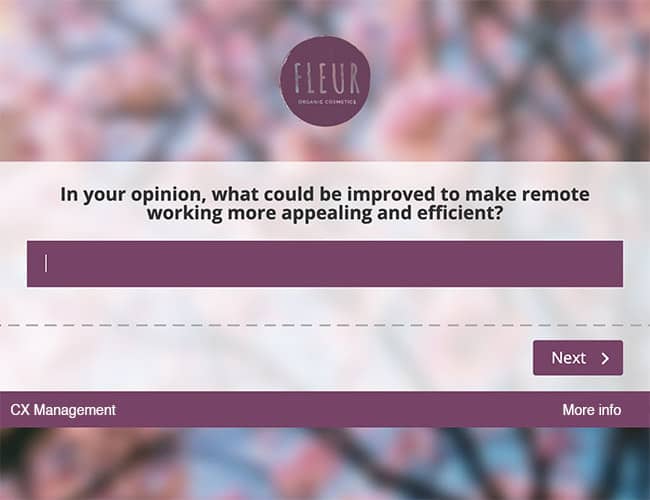 FLEUR
ORGANIC COSMETICS
In your opinion, what could be improved to make remote
working more appealing and efficient?
Next
CX Management
More info